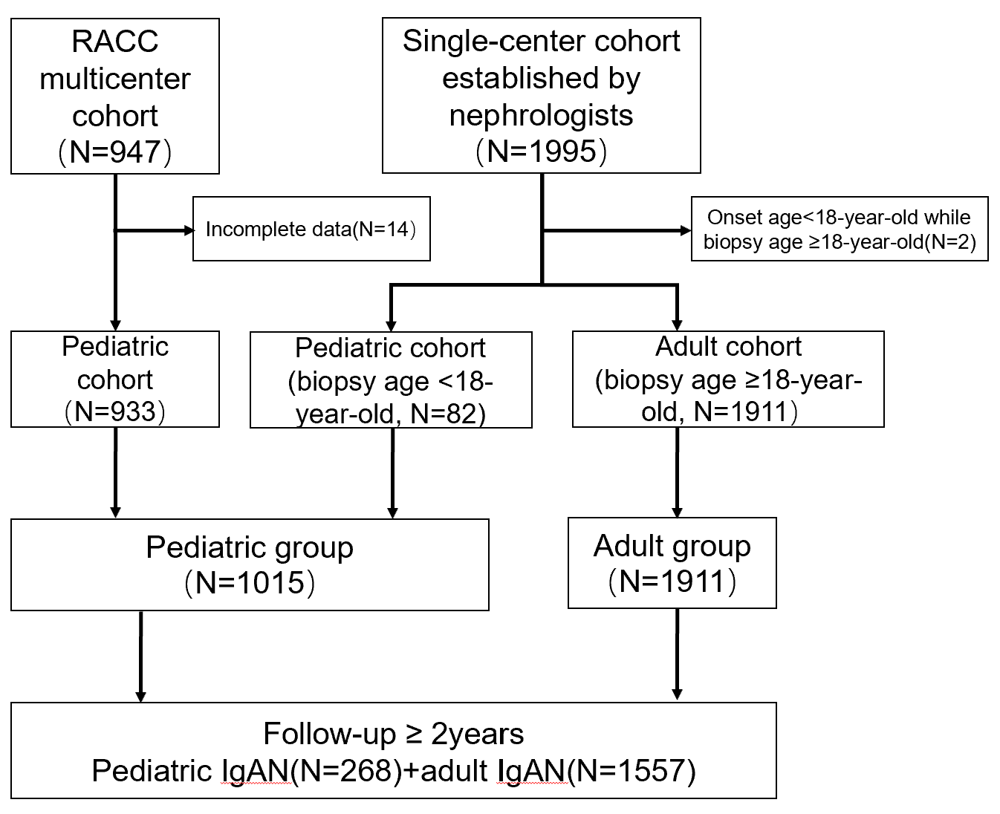 RACC
multicenter
cohort
（N=947）
Single-center cohort
established by
nephrologists
（N=1995）
Incomplete data(N=14）
Onset age<18-year-old while
biopsy age ≥18-year-old(N=2)
Pediatric
cohort
（N=933）
Pediatric cohort
(biopsy age <18-
year-old, N=82)
Adult cohort
(biopsy age ≥18-year-
old, N=1911）
Pediatric group
（N=1015）
Adult group
（N=1911）
Follow-up ≥ 2years
Pediatric IgAN(N=268)+adult IgAN(N=1557)